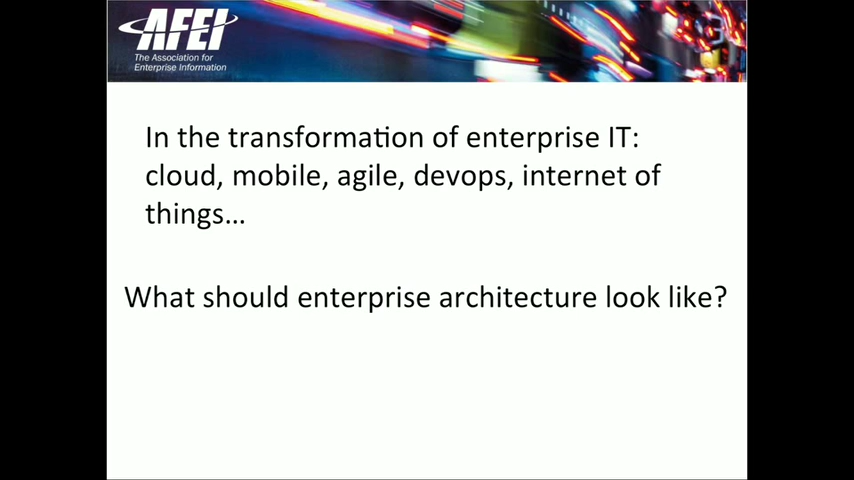 AFEI
The Association for
Enterprise Information
In the transformation of enterprise IT:
cloud, mobile, agile, devops, internet of
things...
What should enterprise architecture look like?